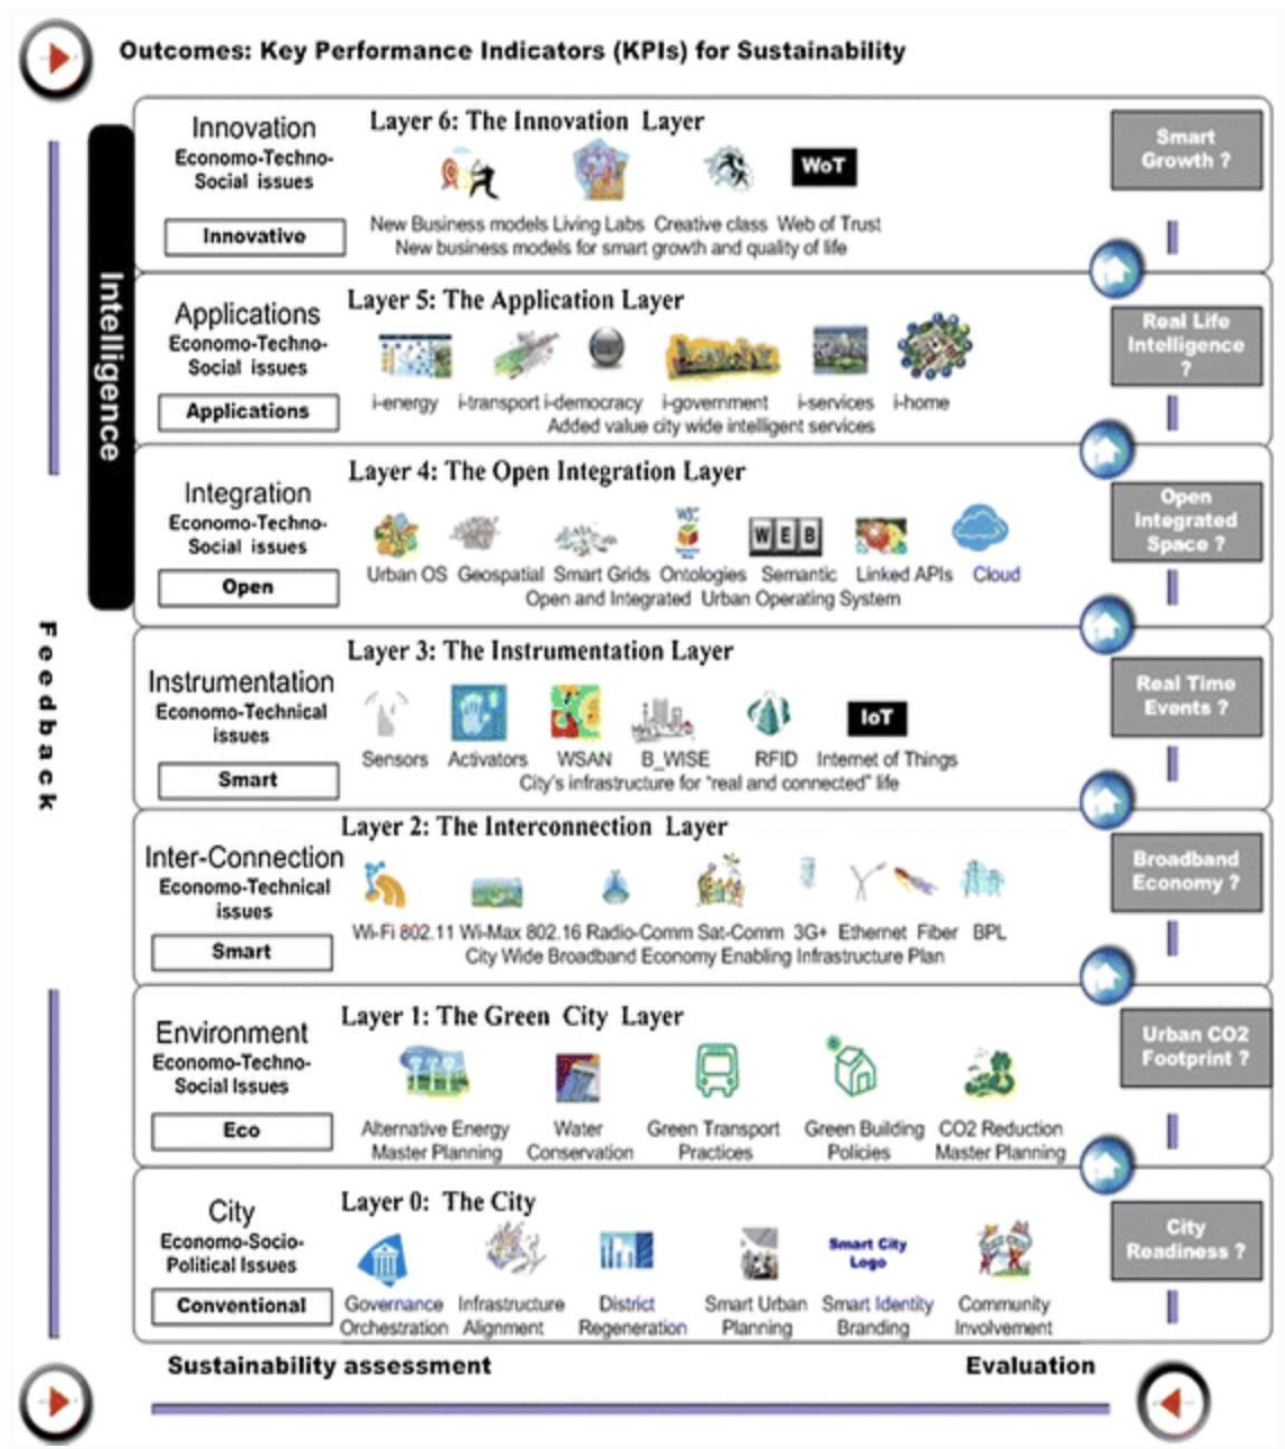 Outcomes: Key Performance Indicators (KPIs) for Sustainability
Intelligence
Feedback
Innovation
Economo-Techno-
Social issues
Innovative
Layer 6: The Innovation Layer
WoT
New Business models Living Labs Creative class Web of Trust
New business models for smart growth and quality of life
Smart
Growth ?
Applications
Economo-Techno-
Social issues
Applications
Layer 5: The Application Layer
i-energy i-transport i-democracy i-government i-services i-home
Added value city wide intelligent services
Real Life
Intelligence
?
Integration
Economo-Techno-
Social issues
Open
Layer 4: The Open Integration Layer
WEB
Urban OS Geospatial Smart Grids Ontologies Semantic Linked APIs Cloud
Open and Integrated Urban Operating System
Open
Integrated
Space ?
Instrumentation
Economo-Technical
issues
Smart
Layer 3: The Instrumentation Layer
IoT
Sensors Activators WSAN B_WISE RFID Internet of Things
City's infrastructure for "real and connected" life
Real Time
Events ?
Inter-Connection
Economo-Technical
issues
Smart
Layer 2: The Interconnection Layer
Wi-Fi 802.11 Wi-Max 802.16 Radio-Comm Sat-Comm 3G+ Ethernet Fiber BPL
City Wide Broadband Economy Enabling Infrastructure Plan
Broadband
Economy ?
Environment
Economo-Techno-
Social Issues
Eco
Layer 1: The Green City Layer
Alternative Energy Water Green Transport Green Building CO2 Reduction
Master Planning Conservation Practices Policies Master Planning
Urban CO2
Footprint ?
City
Economo-Socio-
Political Issues
Conventional
Layer 0: The City
Smart City
Logo
Governance Infrastructure District Smart Urban Smart Identity Community
Orchestration Alignment Regeneration Planning Branding Involvement
City
Readiness ?
Sustainability assessment
Evaluation